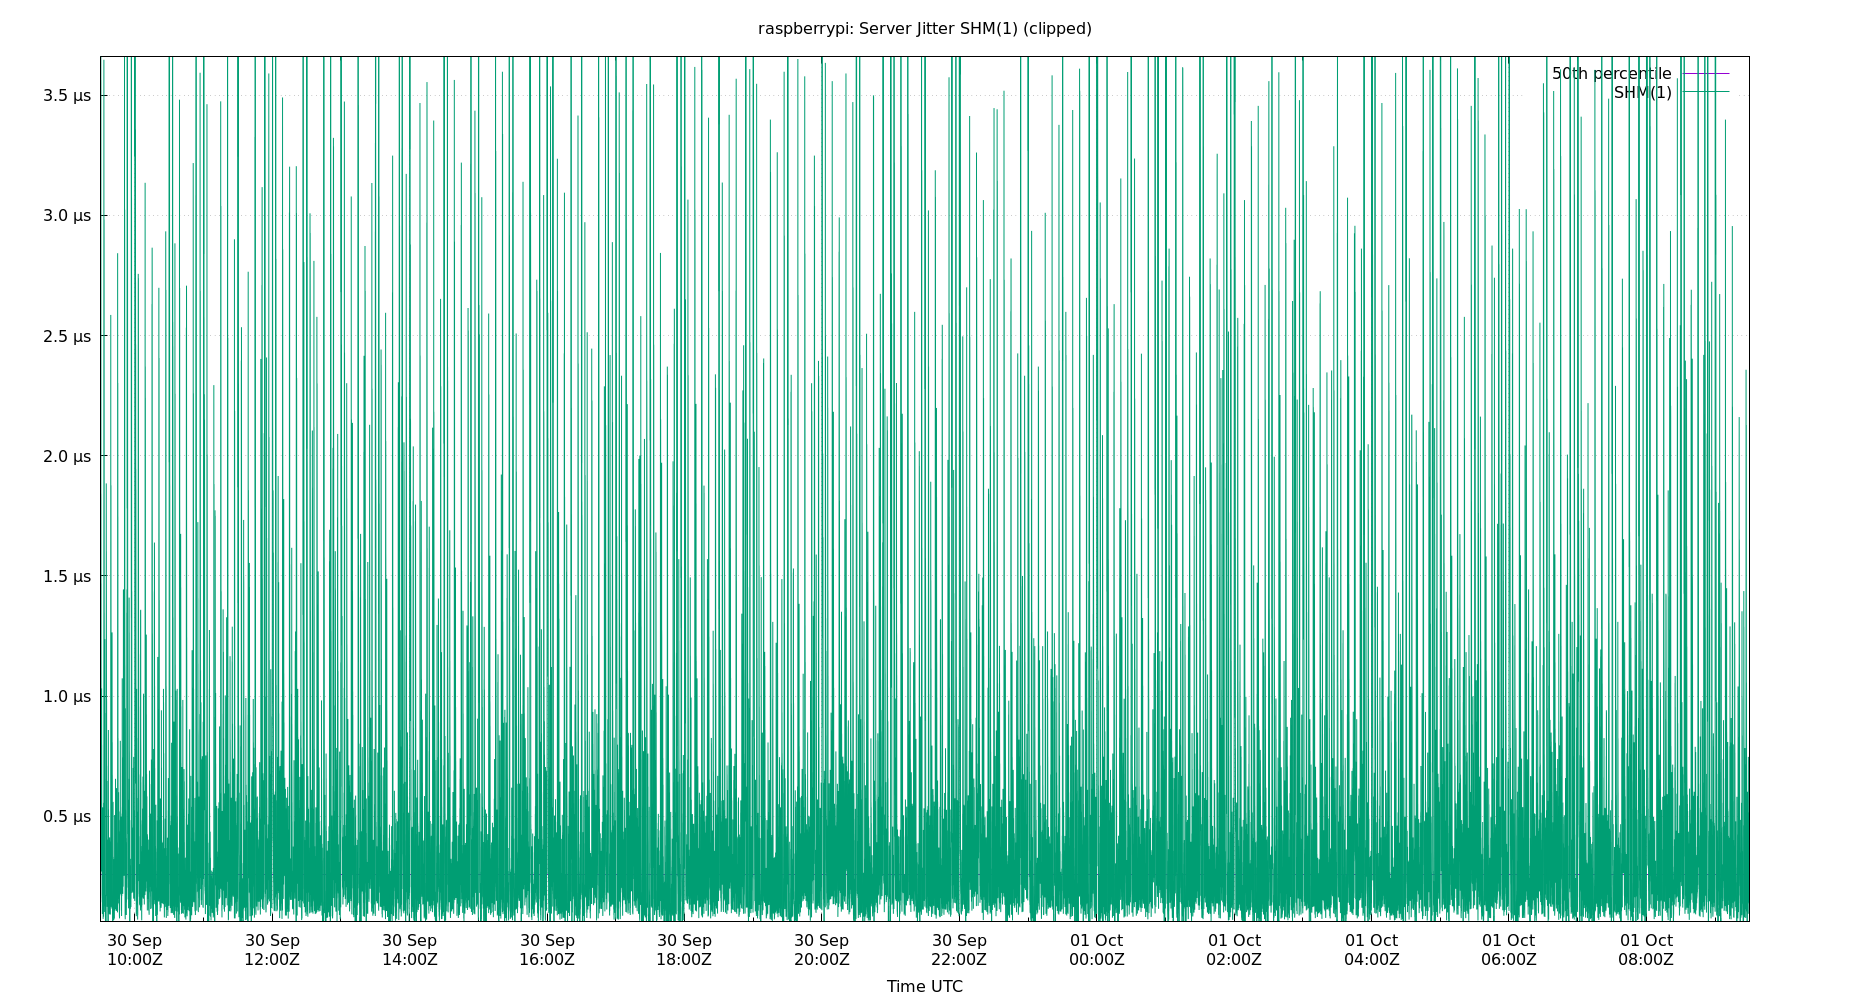 raspberrypi: Server Jitter SHM(1) (clipped)
50th percentile
SHM(1)
3.5 µs
3.0 µs
2.5 µs
2.0 µs
1.5 µs
1.0 µs
0.5 µs
30 Sep 30 Sep 30 Sep 30 Sep 30 Sep 30 Sep 30 Sep 01 Oct 01 Oct 01 Oct 01 Oct 01 Oct
10:00Z 12:00Z 14:00Z 16:00Z 18:00Z 20:00Z 22:00Z 00:00Z 02:00Z 04:00Z 06:00Z 08:00Z
Time UTC